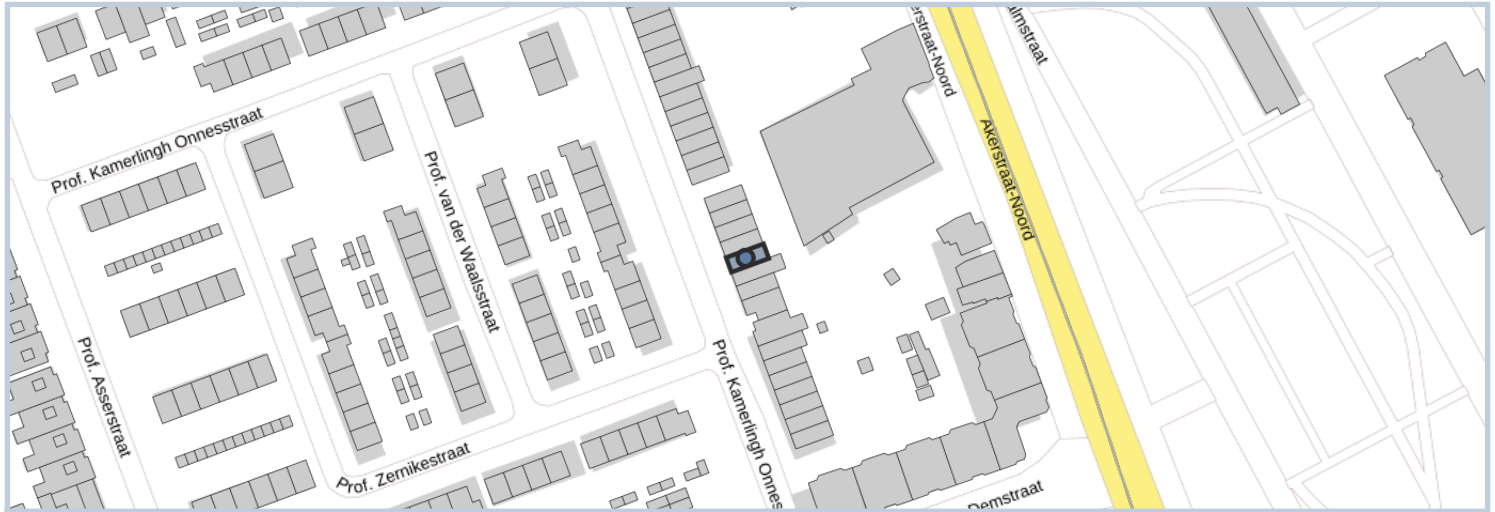 erstraat-Noord
almstraat
Prof. Kamerlingh Onnesstraat
Akerstraat-Noord
Prof. van der Waalsstraat
Prof. Asserstraat
Prof. Kamerlingh Onnes
Prof. Zernikestraat
Demstraat